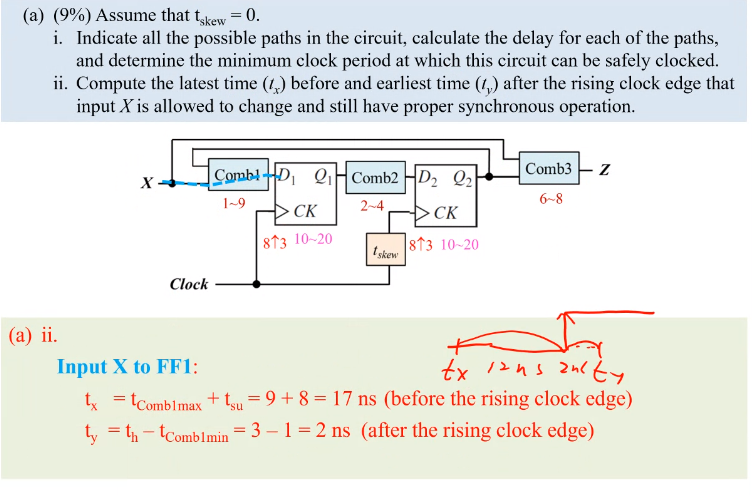 (a) (9%) Assume that tskew = 0.
i. Indicate all the possible paths in the circuit, calculate the delay for each of the paths,
and determine the minimum clock period at which this circuit can be safely clocked.
ii. Compute the latest time (tx) before and earliest time (ty) after the rising clock edge that
input X is allowed to change and still have proper synchronous operation.
X
Comb1
D1 Q1
Comb2
D2 Q2
Comb3
Z
1~9
CK
2~4
CK
6~8
8↑3 10~20
tskew
8↑3 10~20
Clock
(a) ii.
Input X to FF1:
tx 12ns 2ns ty
tx = tComb1max + tsu = 9 + 8 = 17 ns (before the rising clock edge)
ty = th – tComb1min = 3 – 1 = 2 ns (after the rising clock edge)